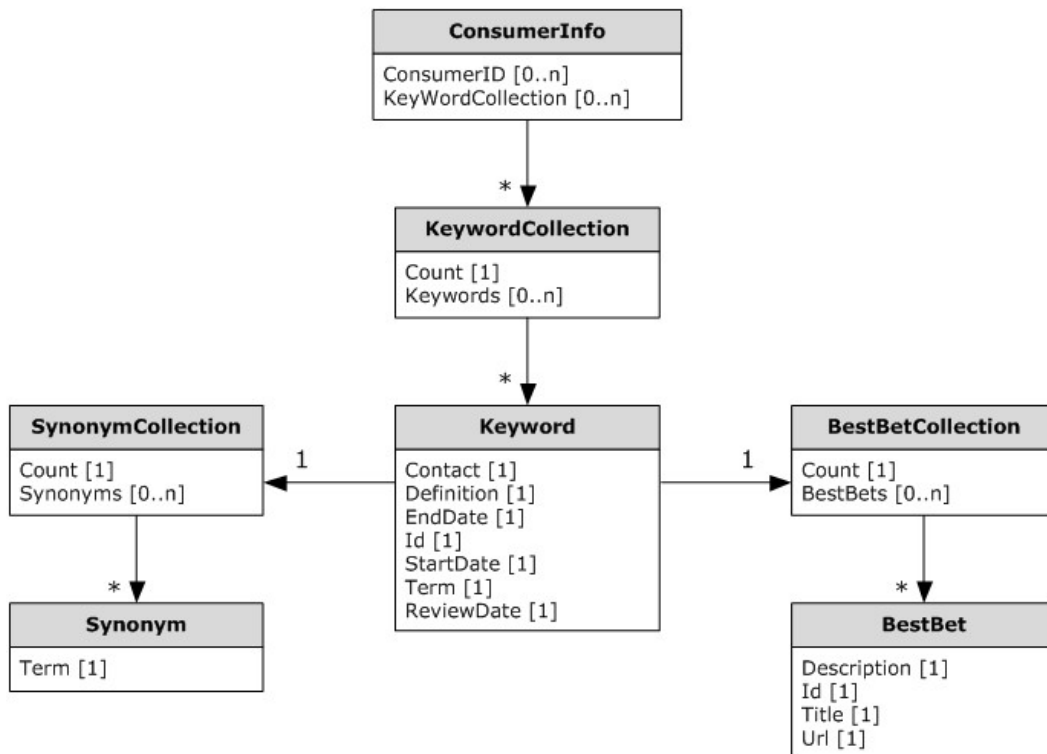 ConsumerInfo
ConsumerID [0..n]
KeyWordCollection [0..n]
*
KeywordCollection
Count [1]
Keywords [0..n]
*
SynonymCollection
Count [1]
Synonyms [0..n]
1
Keyword
Contact [1]
Definition [1]
EndDate [1]
Id [1]
StartDate [1]
Term [1]
ReviewDate [1]
1
BestBetCollection
Count [1]
BestBets [0..n]
*
Synonym
Term [1]
*
BestBet
Description [1]
Id [1]
Title [1]
Url [1]